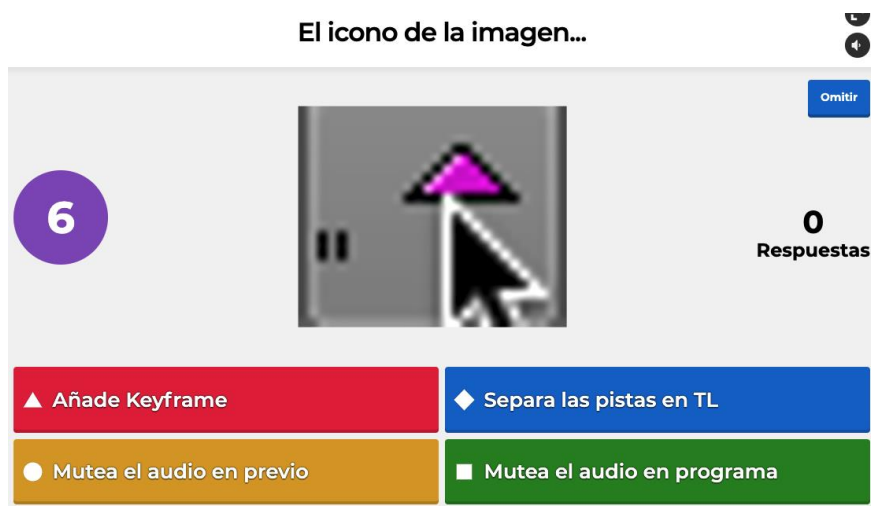 El icono de la imagen...
Omitir
6
0
Respuestas
Añade Keyframe
Separa las pistas en TL
Mutea el audio en previo
Mutea el audio en programa